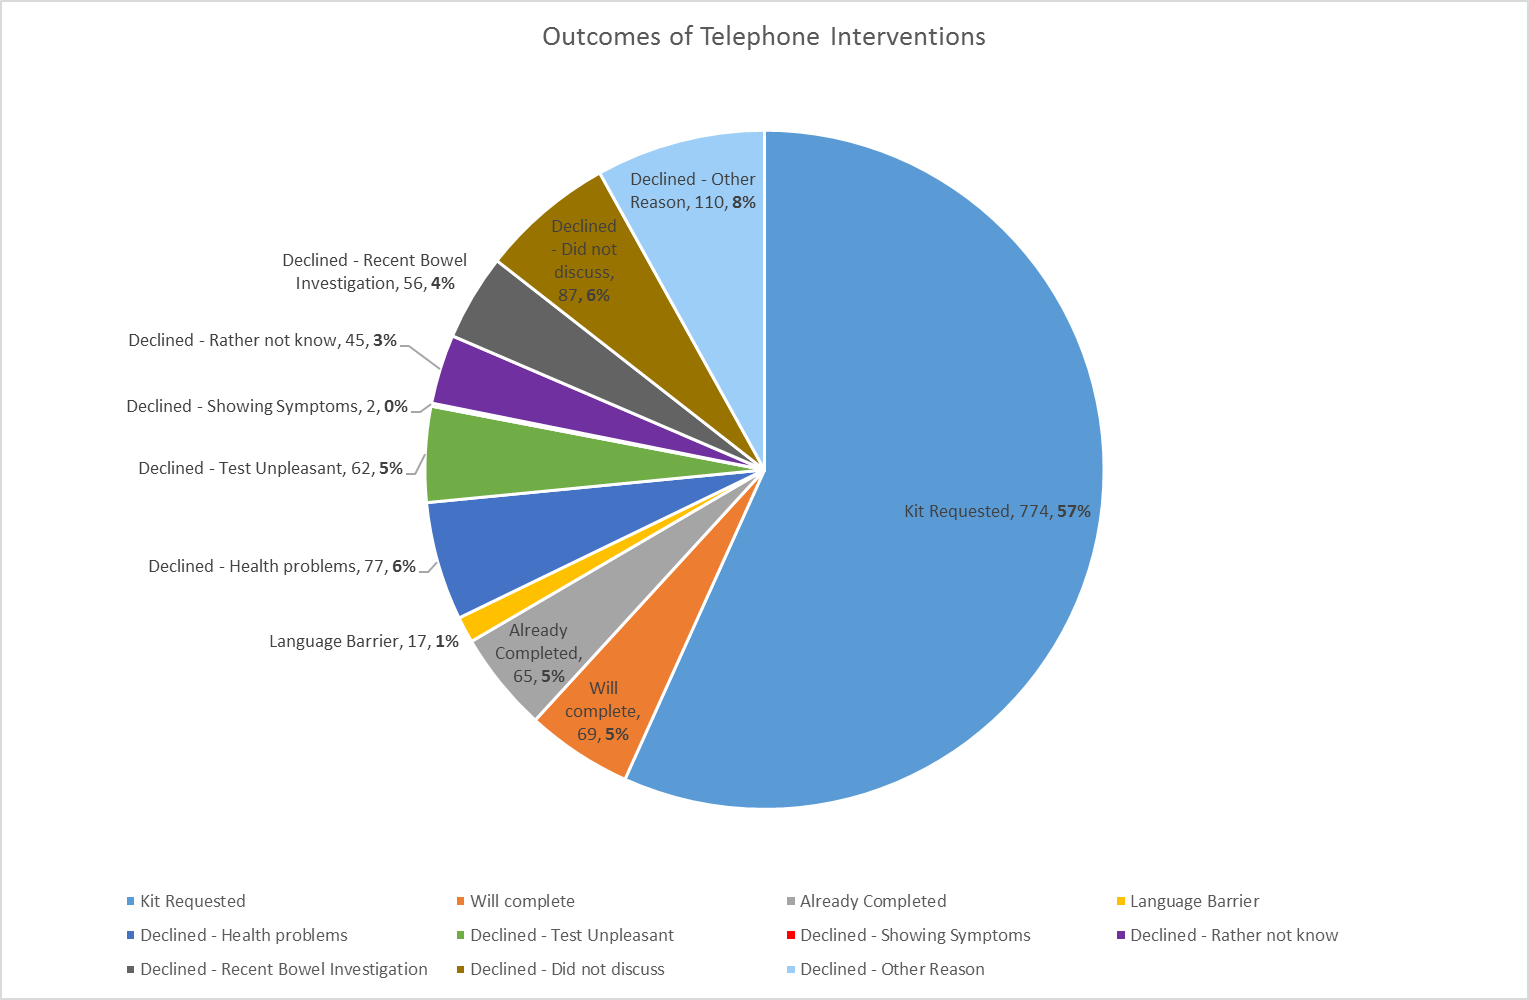 Outcomes of Telephone Interventions
Declined - Other
Reason, 110, 8%
Declined
- Did not
discuss,
87, 6%
Declined - Recent Bowel
Investigation, 56, 4%
Declined - Rather not know, 45, 3%
Declined - Showing Symptoms, 2, 0%
Declined - Test Unpleasant, 62, 5%
Kit Requested, 774, 57%
Declined - Health problems, 77, 6%
Language Barrier, 17, 1%
Already
Completed,
65, 5%
Will
complete,
69, 5%
Kit Requested
Will complete
Already Completed
Language Barrier
Declined - Health problems
Declined - Test Unpleasant
Declined - Showing Symptoms
Declined - Rather not know
Declined - Recent Bowel Investigation
Declined - Did not discuss
Declined - Other Reason